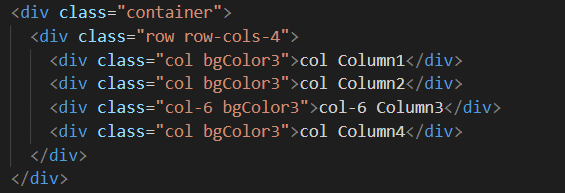 <div class="container">
<div class="row row-cols-4">
<div class="col bgColor3">col Column1</div>
<div class="col bgColor3">col Column2</div>
<div class="col-6 bgColor3">col-6 Column3</div>
<div class="col bgColor3">col Column4</div>
</div>
</div>